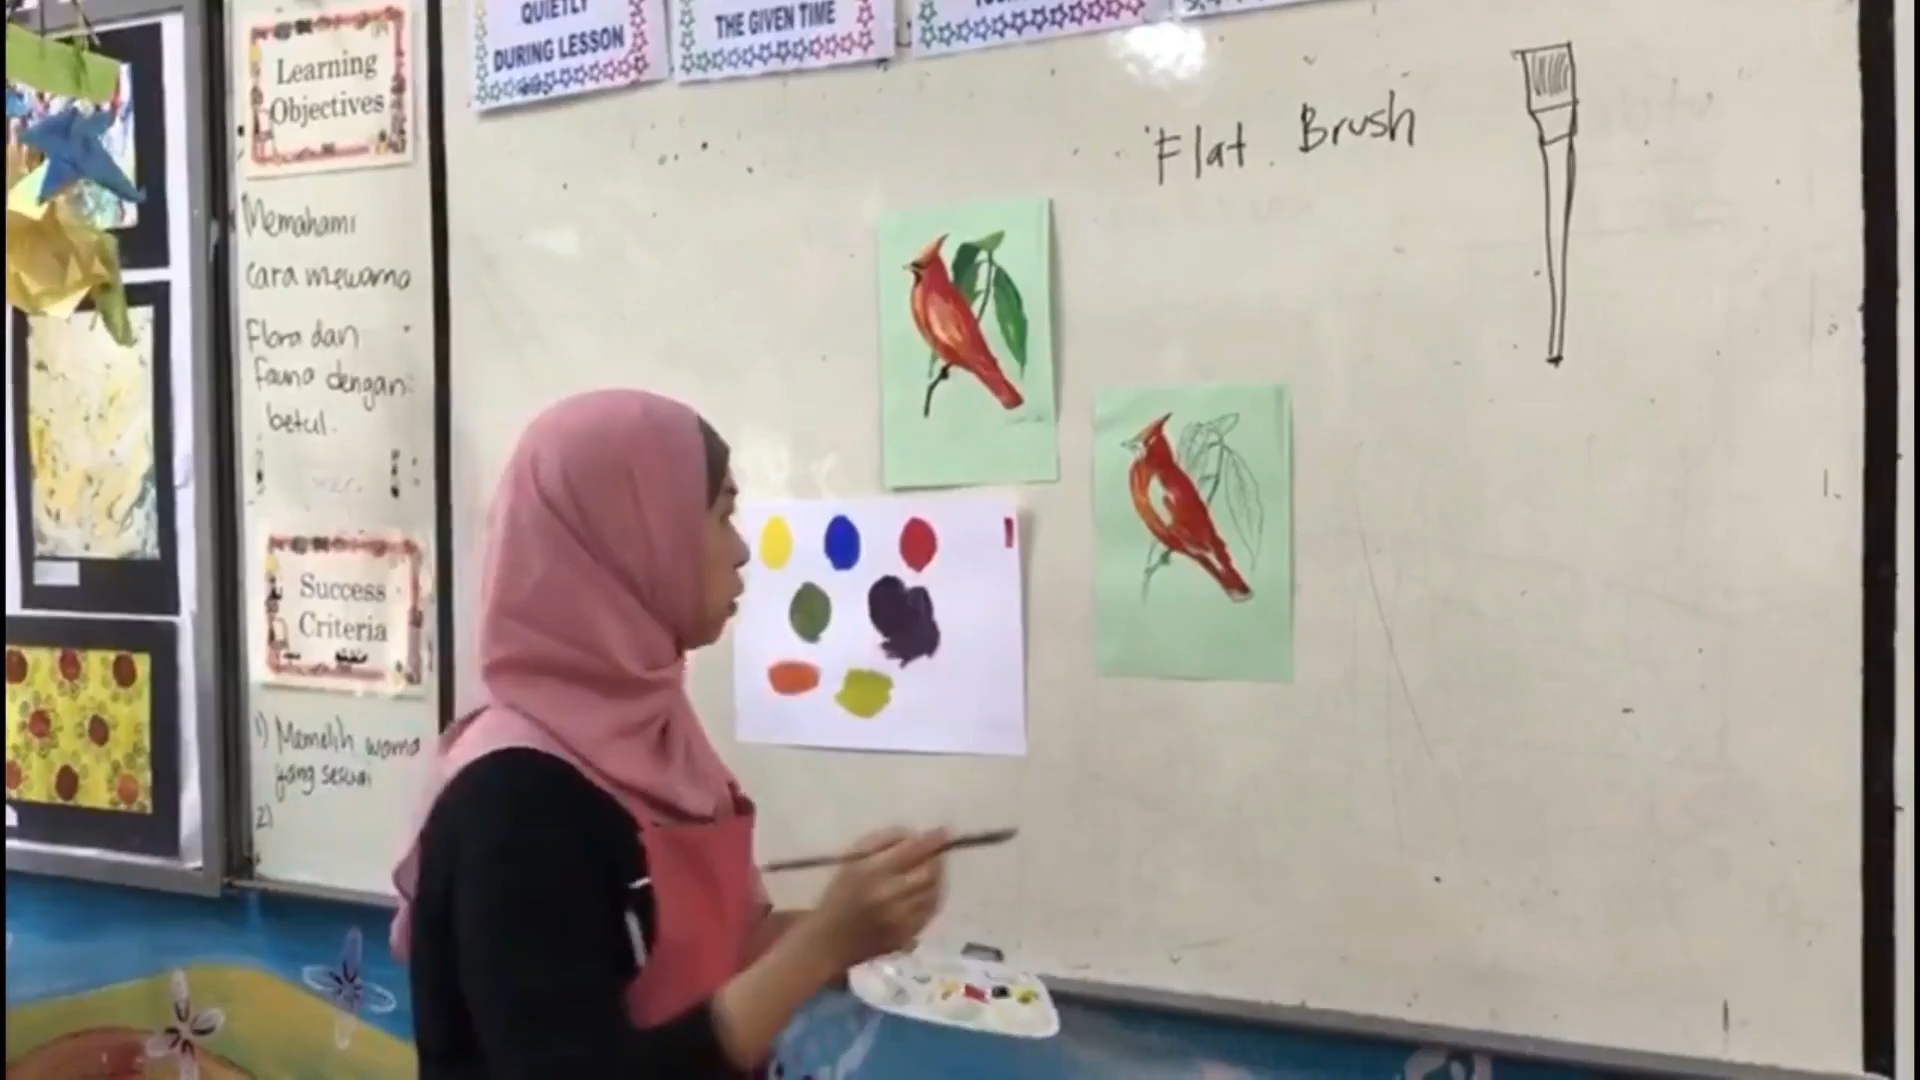 QUIETLY
DURING LESSON
THE GIVEN TIME
Learning
Objectives
Memahami
cara mewarna
Flora dan
fauna dengan
betul.
Success
Criteria
1) Memelih warna
yang sesuai
2)
Flat Brush